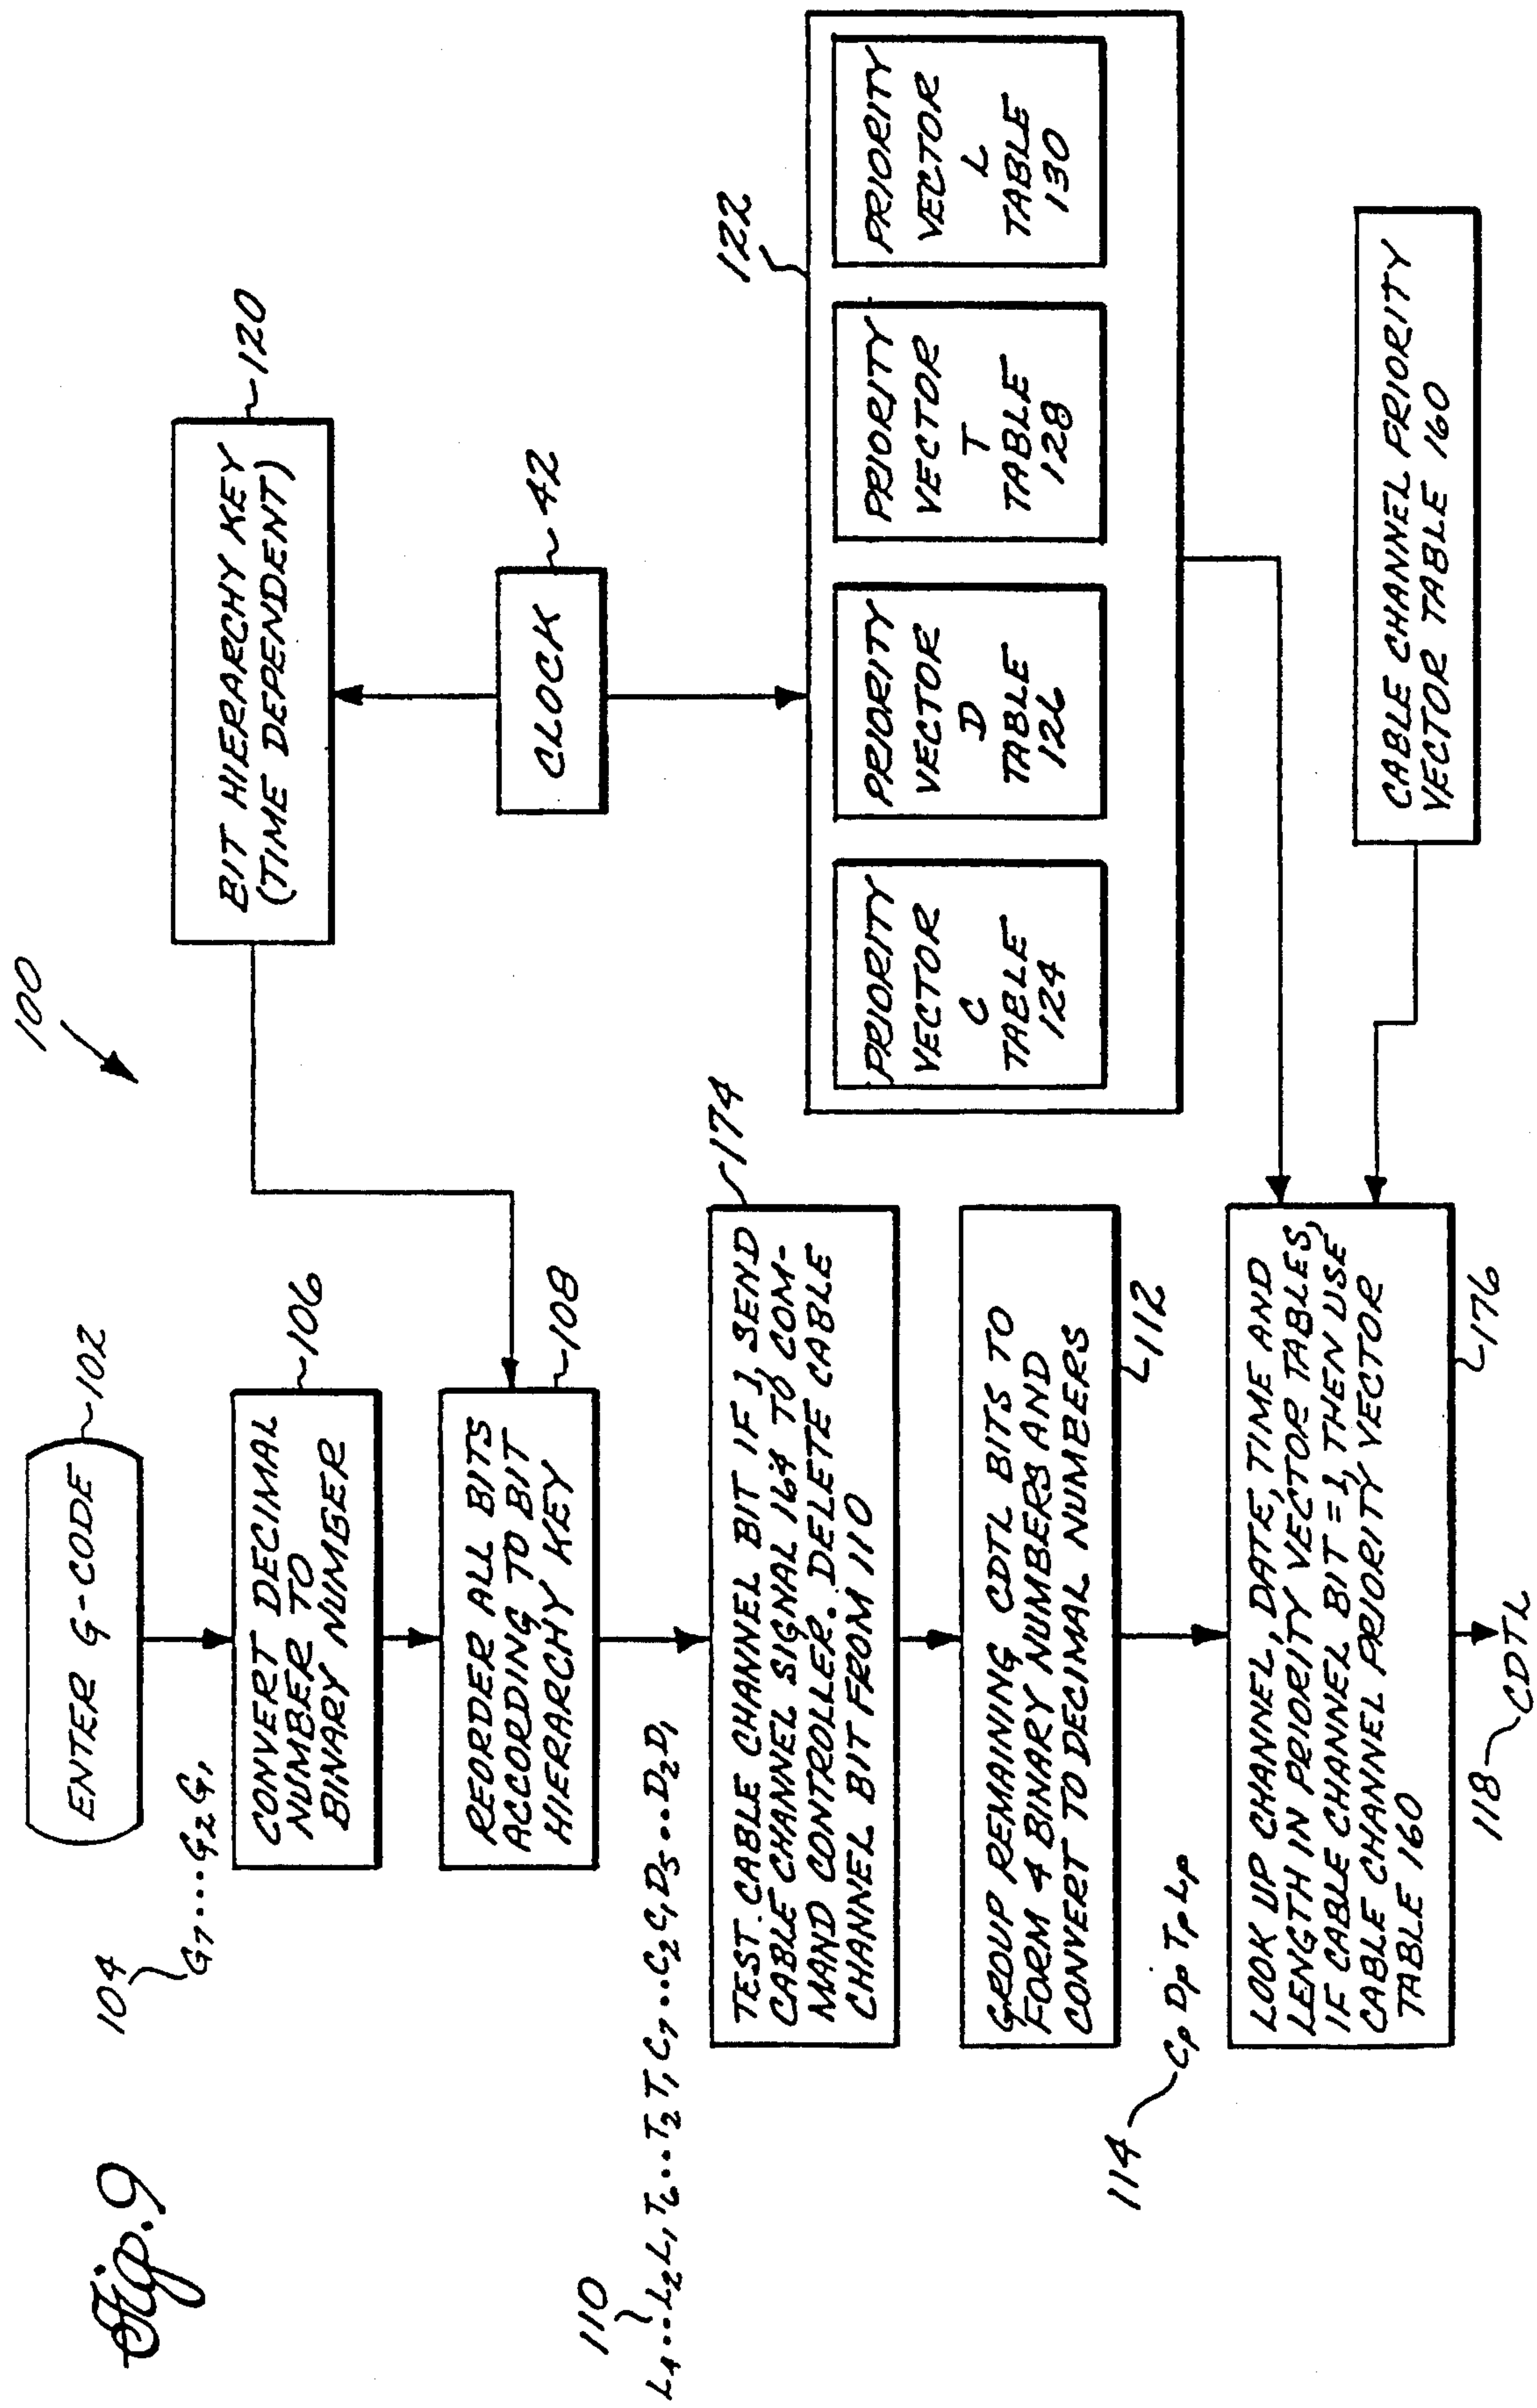 Fig. 9
100
ENTER G-CODE
102
104
G7...G2G1
CONVERT DECIMAL
NUMBER TO
BINARY NUMBER
106
REORDER ALL BITS
ACCORDING TO BIT
HIERARCHY KEY
108
110
L4...L2L1T6...T2T1C7...C2C1D5...D2D1
TEST CABLE CHANNEL BIT IF 1, SEND
CABLE CHANNEL SIGNAL 164 TO COM-
MAND CONTROLLER. DELETE CABLE
CHANNEL BIT FROM 110
174
GROUP REMAINING CDTL BITS TO
FORM 4 BINARY NUMBERS AND
CONVERT TO DECIMAL NUMBERS
112
114
CP DP TP LP
LOOK UP CHANNEL, DATE, TIME AND
LENGTH IN PRIORITY VECTOR TABLES,
IF CABLE CHANNEL BIT = 1, THEN USE
CABLE CHANNEL PRIORITY VECTOR
TABLE 160
176
118
CDTL
BIT HIERARCHY KEY
(TIME DEPENDENT)
120
CLOCK
42
122
PRIORITY
VECTOR
C
TABLE
124
PRIORITY
VECTOR
D
TABLE
126
PRIORITY
VECTOR
T
TABLE
128
PRIORITY
VECTOR
L
TABLE
130
CABLE CHANNEL PRIORITY
VECTOR TABLE 160